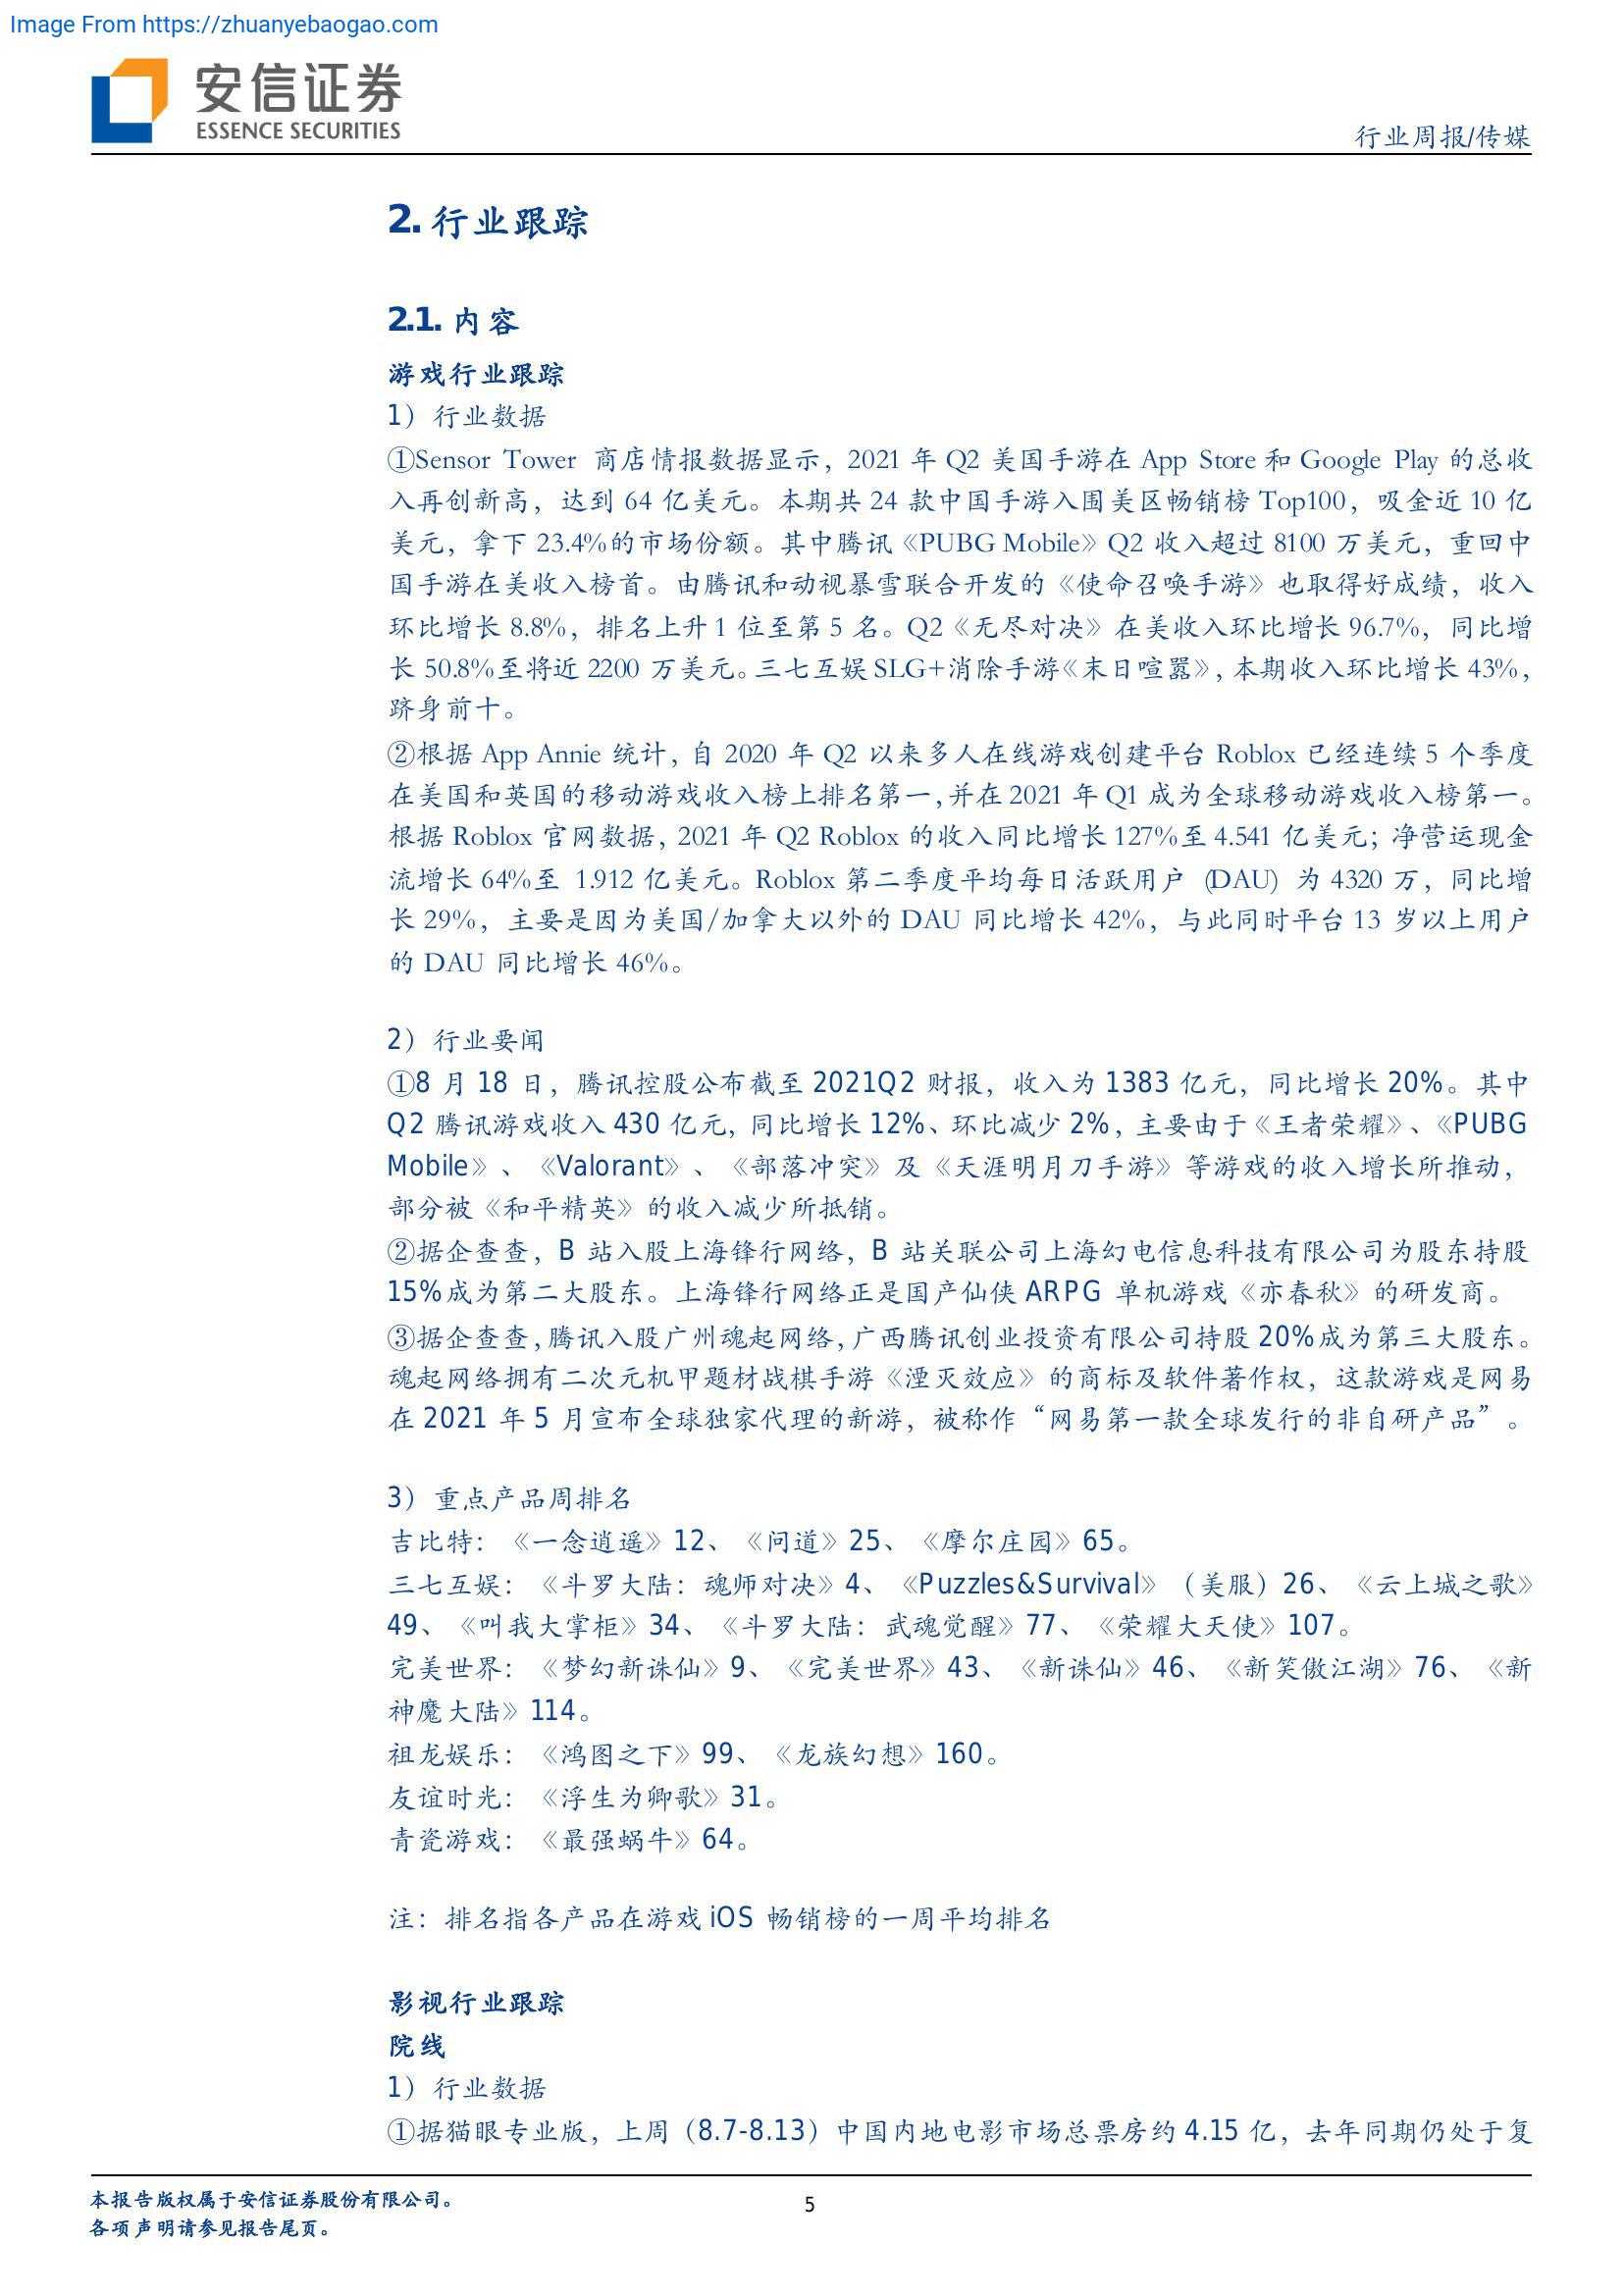 Image From https://zhuanyebaogao.com
安信证券
ESSENCE SECURITIES
行业周报/传媒
2. 行业跟踪
2.1. 内容
游戏行业跟踪
1）行业数据
①Sensor Tower 商店情报数据显示，2021 年 Q2 美国手游在 App Store 和 Google Play 的总收
入再创新高，达到 64 亿美元。本期共 24 款中国手游入围美区畅销榜 Top100，吸金近 10 亿
美元，拿下 23.4%的市场份额。其中腾讯《PUBG Mobile》Q2 收入超过 8100 万美元，重回中
国手游在美收入榜首。由腾讯和动视暴雪联合开发的《使命召唤手游》也取得好成绩，收入
环比增长 8.8%，排名上升 1 位至第 5 名。Q2《无尽对决》在美收入环比增长 96.7%，同比增
长 50.8%至将近 2200 万美元。三七互娱 SLG+消除手游《末日喧嚣》，本期收入环比增长 43%，
跻身前十。
②根据 App Annie 统计，自 2020 年 Q2 以来多人在线游戏创建平台 Roblox 已经连续 5 个季度
在美国和英国的移动游戏收入榜上排名第一，并在 2021 年 Q1 成为全球移动游戏收入榜第一。
根据 Roblox 官网数据，2021 年 Q2 Roblox 的收入同比增长 127%至 4.541 亿美元；净营运现金
流增长 64%至 1.912 亿美元。Roblox 第二季度平均每日活跃用户 (DAU) 为 4320 万，同比增
长 29%，主要是因为美国/加拿大以外的 DAU 同比增长 42%，与此同时平台 13 岁以上用户
的 DAU 同比增长 46%。
2）行业要闻
①8 月 18 日，腾讯控股公布截至 2021Q2 财报，收入为 1383 亿元，同比增长 20%。其中
Q2 腾讯游戏收入 430 亿元，同比增长 12%、环比减少 2%，主要由于《王者荣耀》、《PUBG
Mobile》、《Valorant》、《部落冲突》及《天涯明月刀手游》等游戏的收入增长所推动，
部分被《和平精英》的收入减少所抵销。
②据企查查，B 站入股上海锋行网络，B 站关联公司上海幻电信息科技有限公司为股东持股
15%成为第二大股东。上海锋行网络正是国产仙侠 ARPG 单机游戏《亦春秋》的研发商。
③据企查查，腾讯入股广州魂起网络，广西腾讯创业投资有限公司持股 20%成为第三大股东。
魂起网络拥有二次元机甲题材战棋手游《湮灭效应》的商标及软件著作权，这款游戏是网易
在 2021 年 5 月宣布全球独家代理的新游，被称作“网易第一款全球发行的非自研产品”。
3）重点产品周排名
吉比特：《一念逍遥》12、《问道》25、《摩尔庄园》65。
三七互娱：《斗罗大陆：魂师对决》4、《Puzzles&Survival》（美服）26、《云上城之歌》
49、《叫我大掌柜》34、《斗罗大陆：武魂觉醒》77、《荣耀大天使》107。
完美世界：《梦幻新诛仙》9、《完美世界》43、《新诛仙》46、《新笑傲江湖》76、《新
神魔大陆》114。
祖龙娱乐：《鸿图之下》99、《龙族幻想》160。
友谊时光：《浮生为卿歌》31。
青瓷游戏：《最强蜗牛》64。
注：排名指各产品在游戏 iOS 畅销榜的一周平均排名
影视行业跟踪
院线
1）行业数据
①据猫眼专业版，上周（8.7-8.13）中国内地电影市场总票房约 4.15 亿，去年同期仍处于复
本报告版权属于安信证券股份有限公司。
5
各项声明请参见报告尾页。